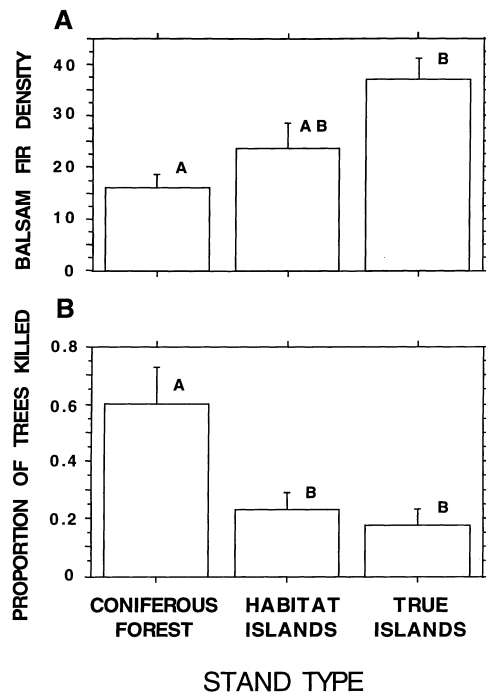 A
BALSAM FIR DENSITY
40
30
20
10
0
A
A B
B
B
PROPORTION OF TREES KILLED
0.8
0.6
0.4
0.2
0
A
B
B
CONIFEROUS FOREST
HABITAT ISLANDS
TRUE ISLANDS
STAND TYPE